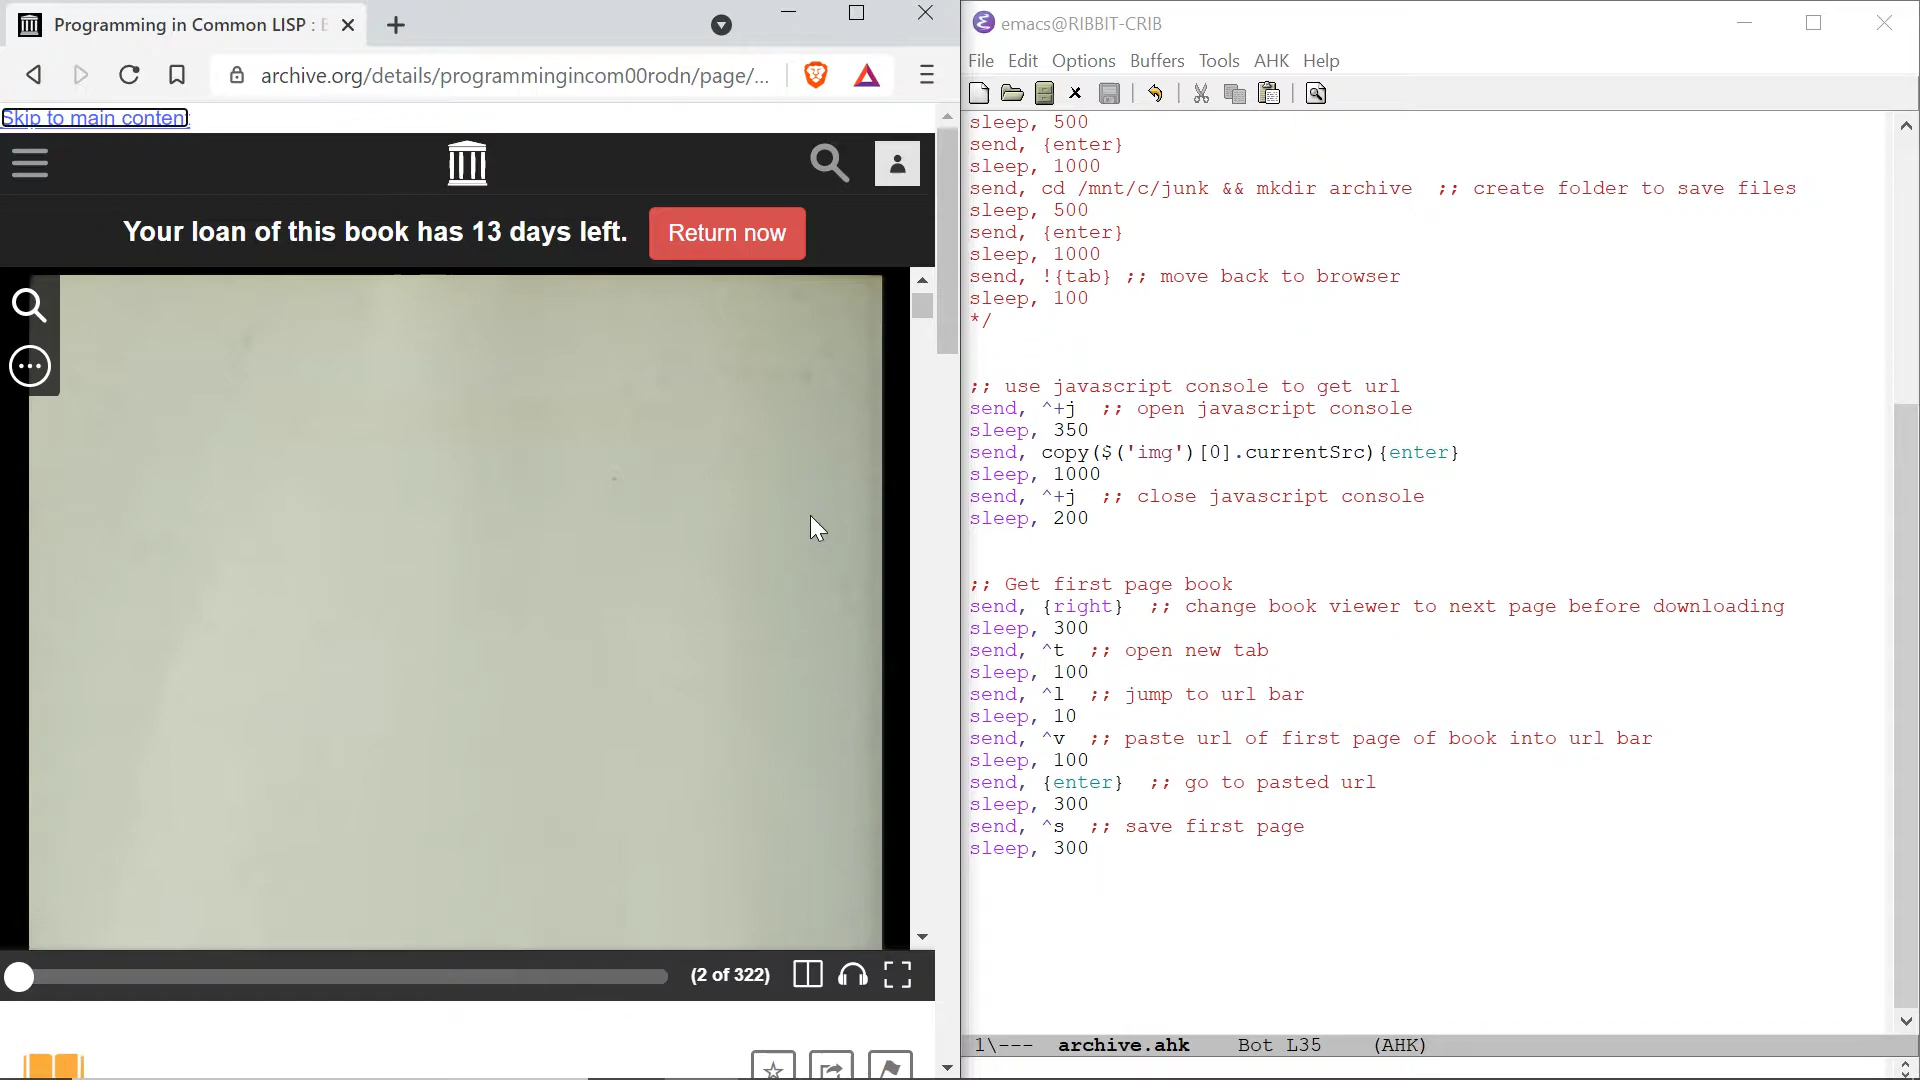 Programming in Common LISP :
archive.org/details/programmingincom00rodn/page/...
Skip to main conten
Your loan of this book has 13 days left.
Return now
(2 of 322)
emacs@RIBBIT-CRIB
File Edit Options Buffers Tools AHK Help
sleep, 500
send, {enter}
sleep, 1000
send, cd /mnt/c/junk && mkdir archive  ;; create folder to save files
sleep, 500
send, {enter}
sleep, 1000
send, !{tab} ;; move back to browser
sleep, 100
*/
;; use javascript console to get url
send, ^+j  ;; open javascript console
sleep, 350
send, copy($('img')[0].currentSrc){enter}
sleep, 1000
send, ^+j  ;; close javascript console
sleep, 200
;; Get first page book
send, {right}  ;; change book viewer to next page before downloading
sleep, 300
send, ^t  ;; open new tab
sleep, 100
send, ^l  ;; jump to url bar
sleep, 10
send, ^v  ;; paste url of first page of book into url bar
sleep, 100
send, {enter}  ;; go to pasted url
sleep, 300
send, ^s  ;; save first page
sleep, 300
1\---  archive.ahk    Bot L35    (AHK)